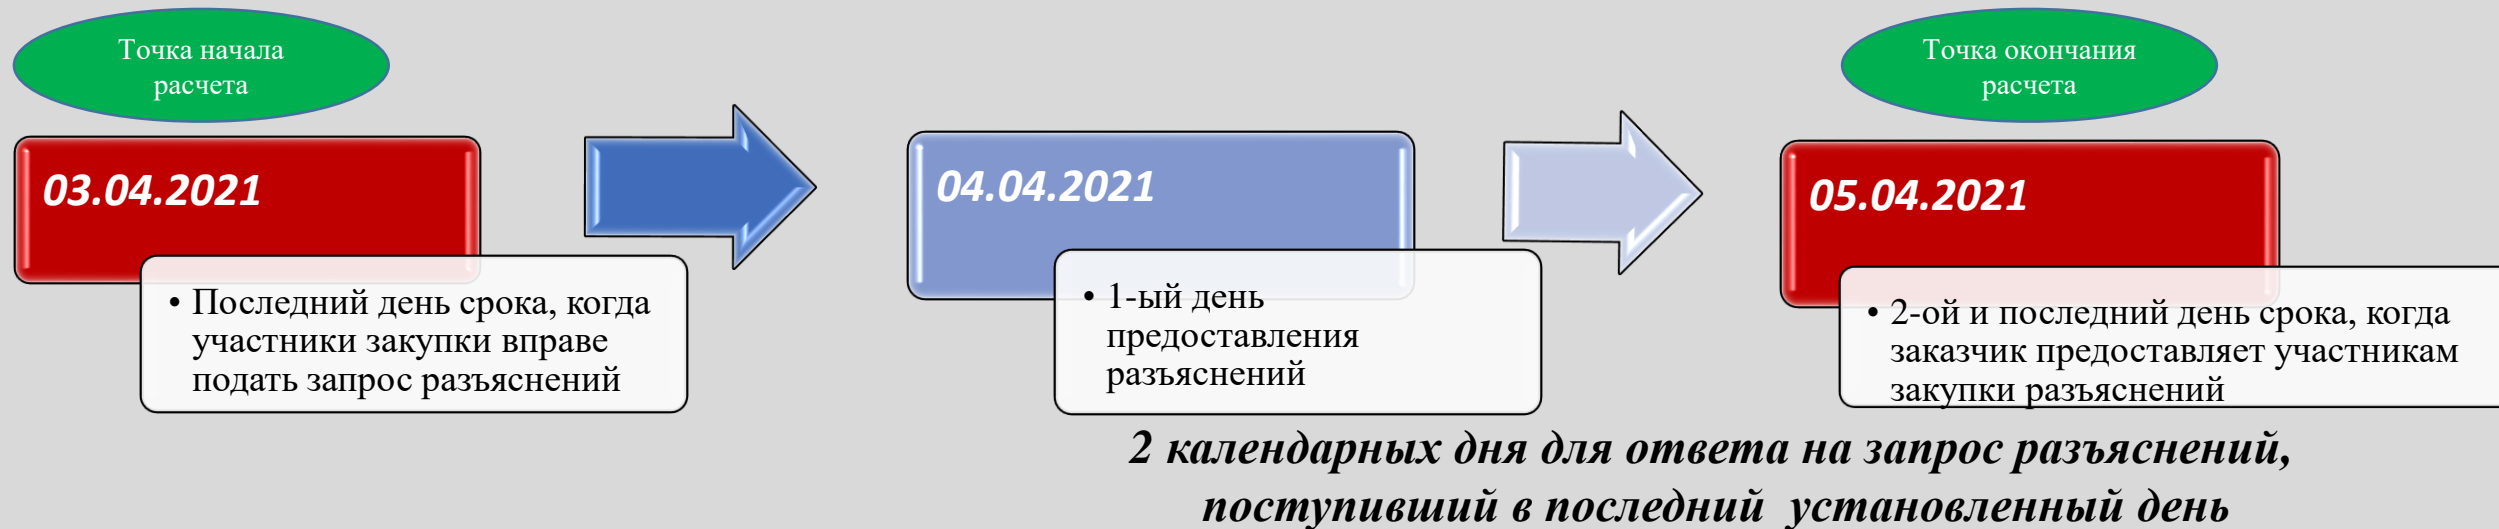 Точка начала
расчета
03.04.2021
• Последний день срока, когда
участники закупки вправе
подать запрос разъяснений
04.04.2021
• 1-ый день
предоставления
разъяснений
Точка окончания
расчета
05.04.2021
• 2-ой и последний день срока, когда
заказчик предоставляет участникам
закупки разъяснений
2 календарных дня для ответа на запрос разъяснений,
поступивший в последний установленный день